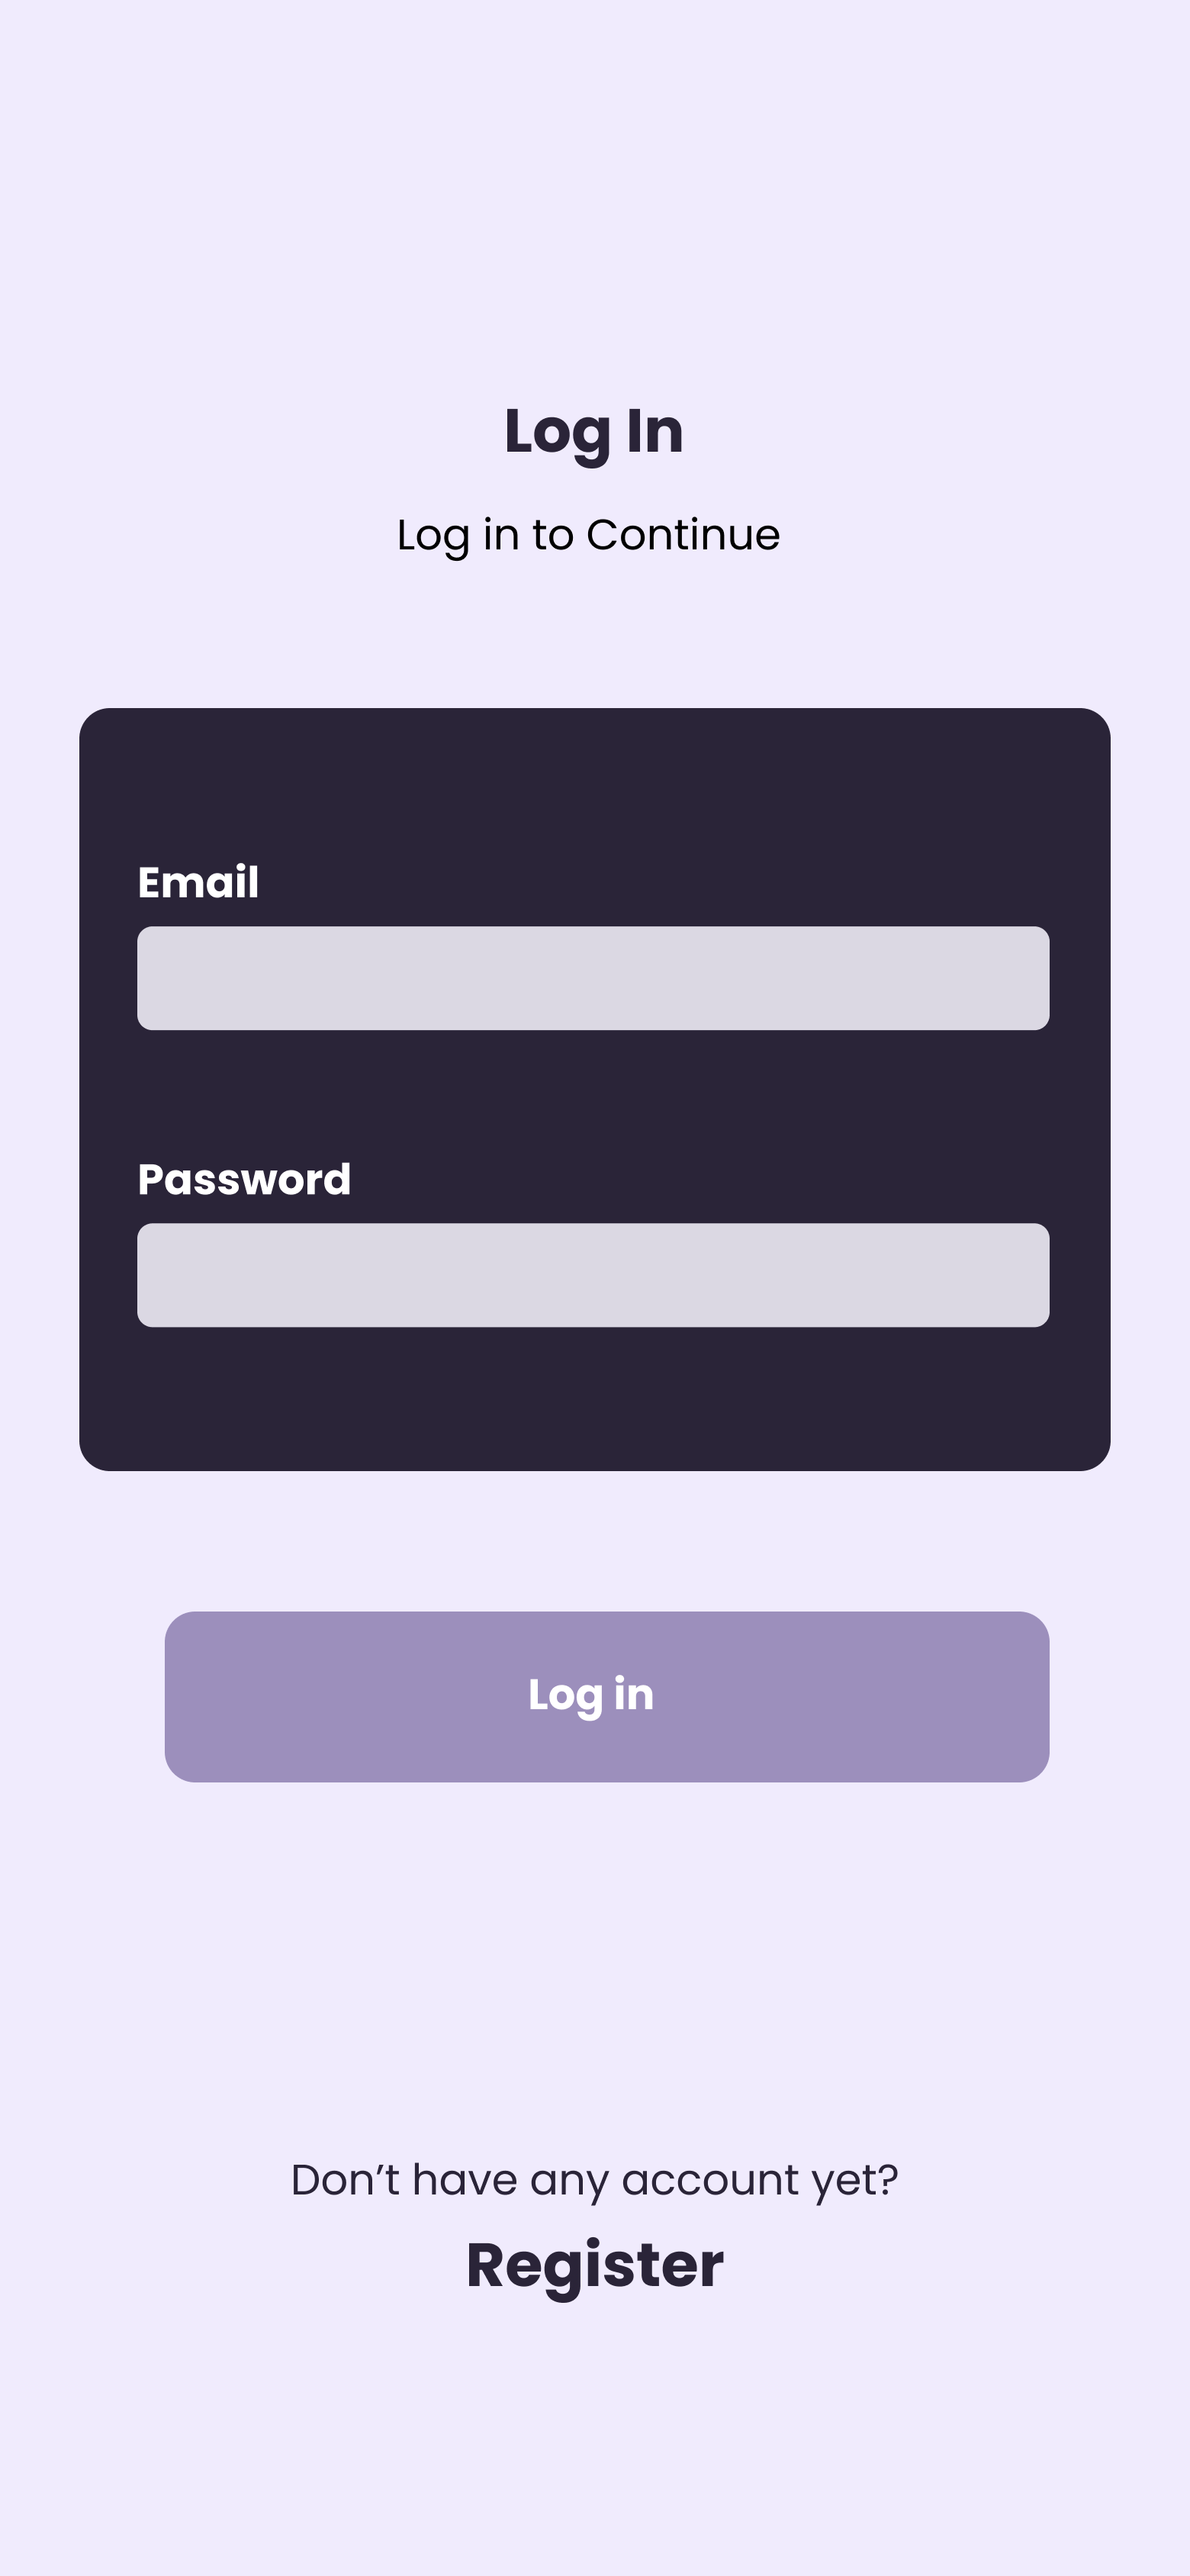 Log In
Log in to Continue
Email
Password
Log in
Don’t have any account yet?
Register